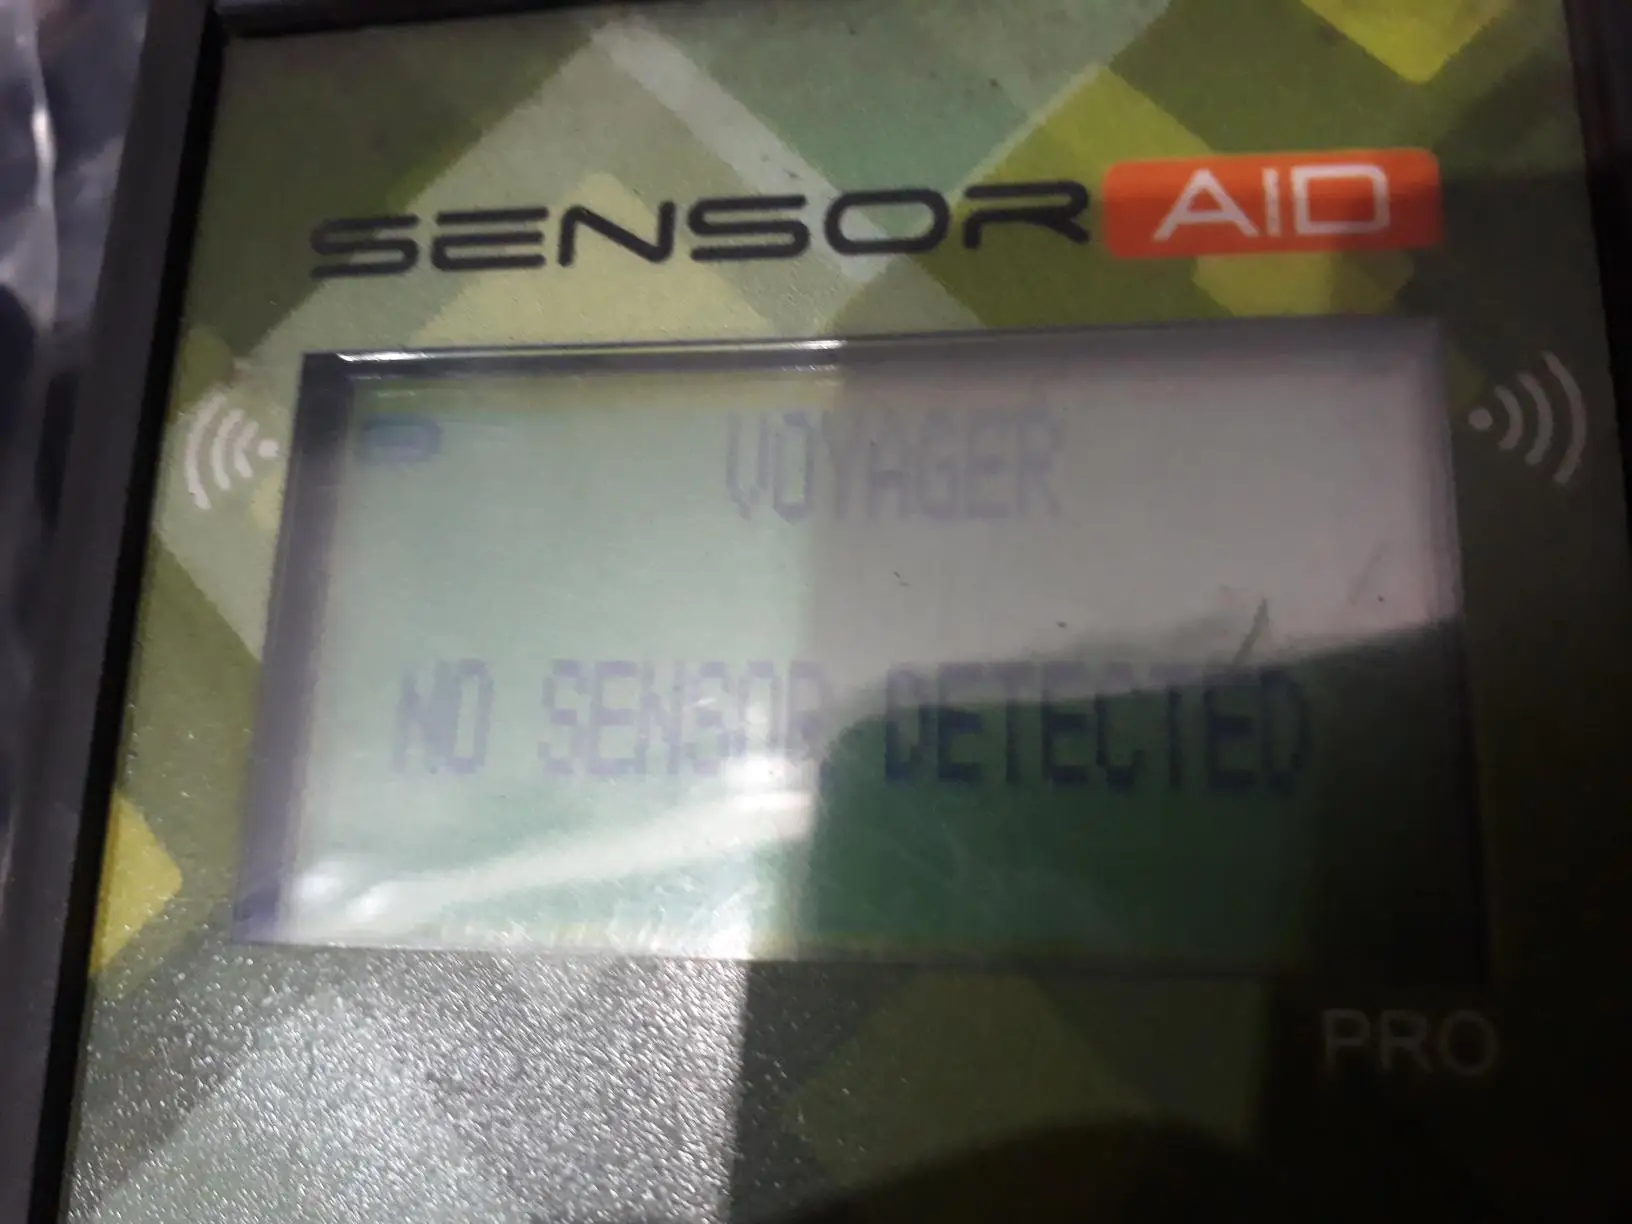 SENSOR AID
VOYAGER
NO SENSOR DETECTED
PRO